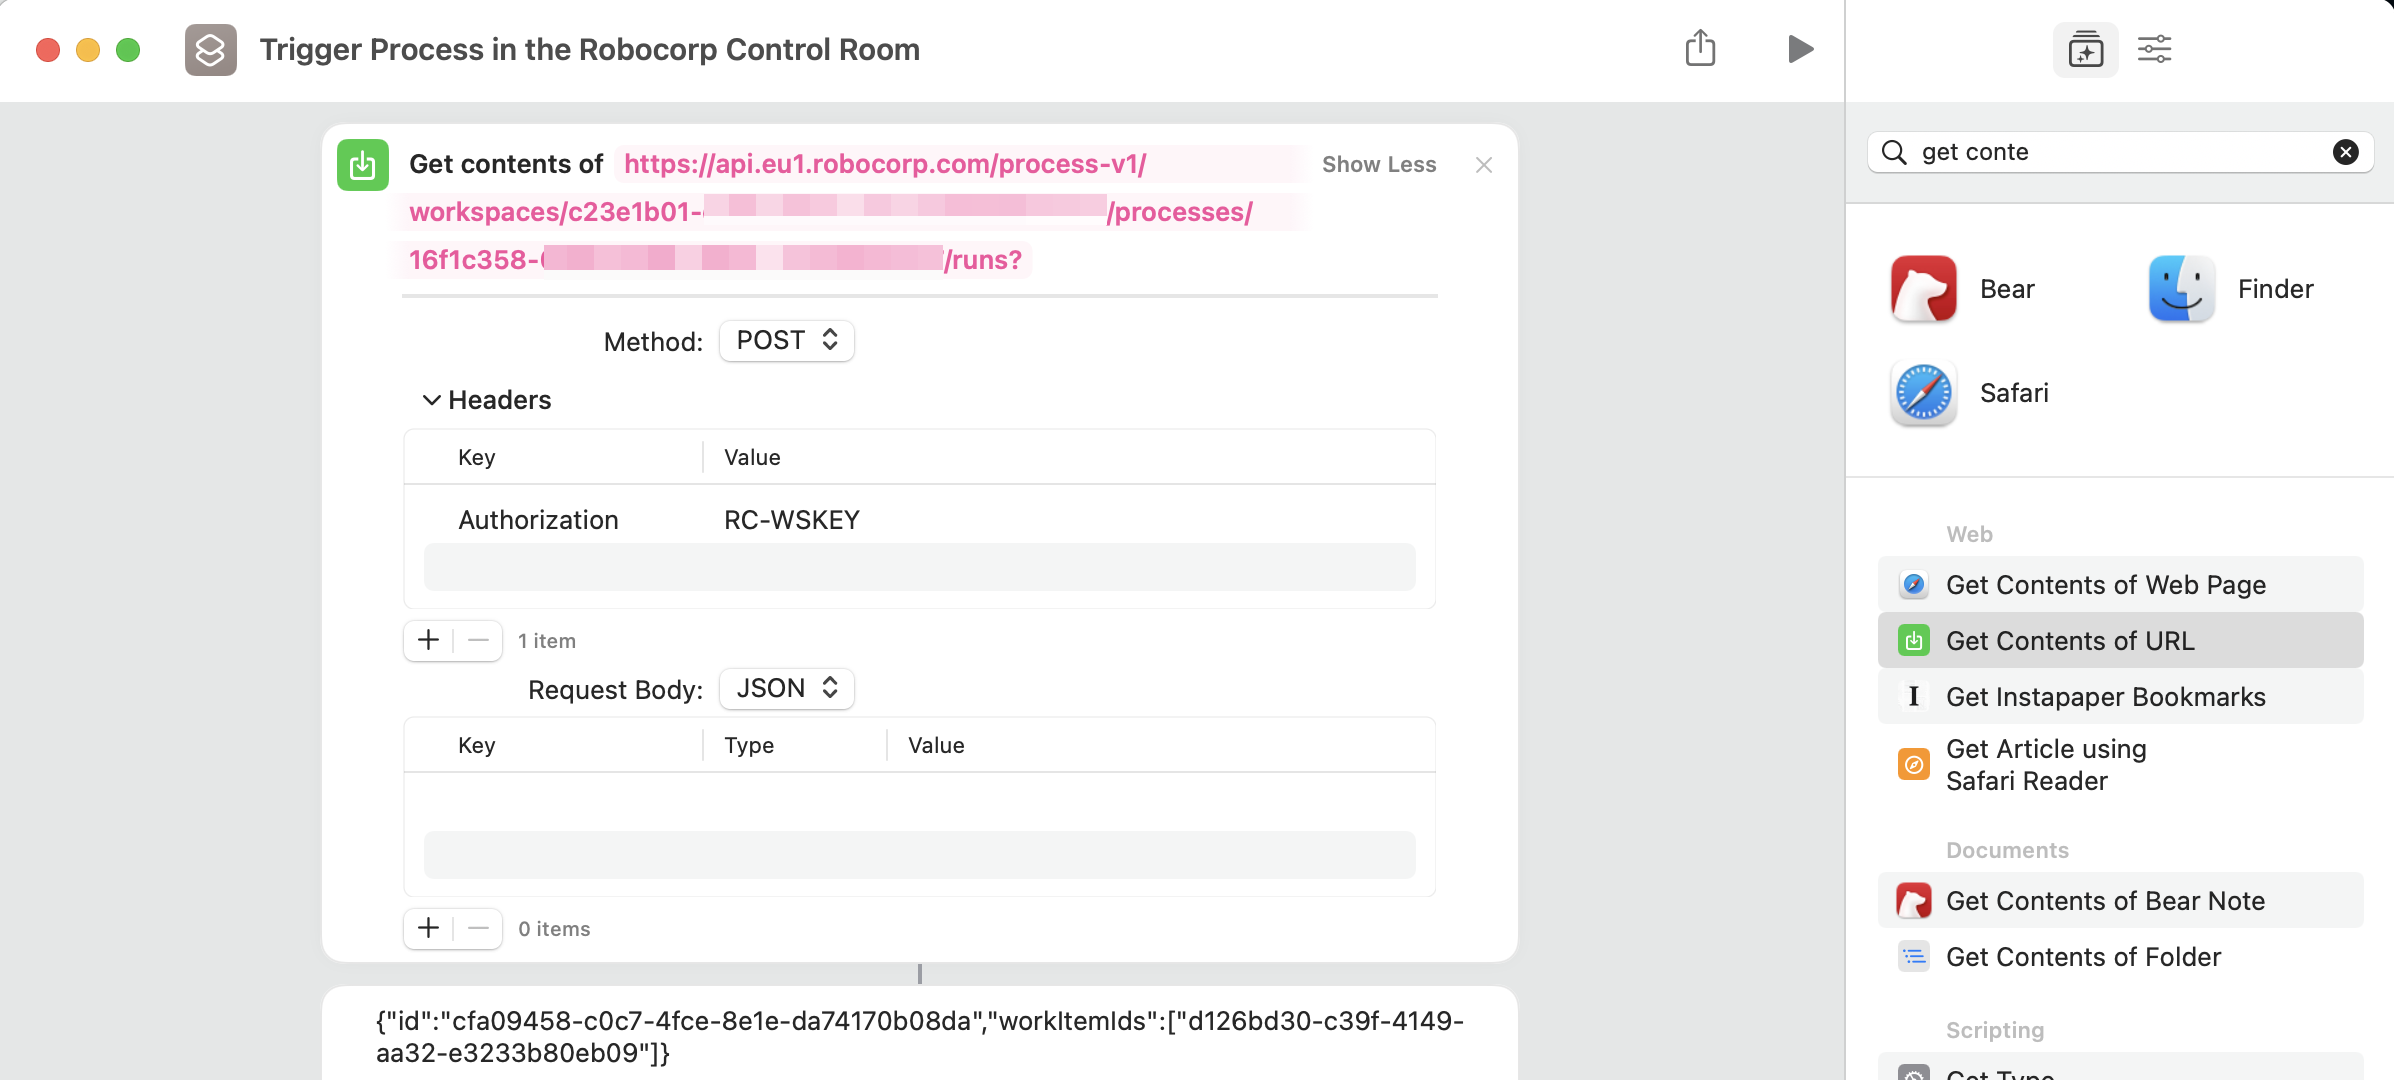 Trigger Process in the Robocorp Control Room
Get contents of https://api.eu1.robocorp.com/process-v1/
workspaces/c23e1b01-
/processes/
16f1c358-
/runs?
Show Less
Method: POST
Headers
Key Value
Authorization RC-WSKEY
1 item
Request Body: JSON
Key Type Value
0 items
{"id":"cfa09458-c0c7-4fce-8e1e-da74170b08da","workItemIds":["d126bd30-c39f-4149-
aa32-e3233b80eb09"]}
get conte
Bear
Finder
Safari
Web
Get Contents of Web Page
Get Contents of URL
Get Instapaper Bookmarks
Get Article using
Safari Reader
Documents
Get Contents of Bear Note
Get Contents of Folder
Scripting
Get Type